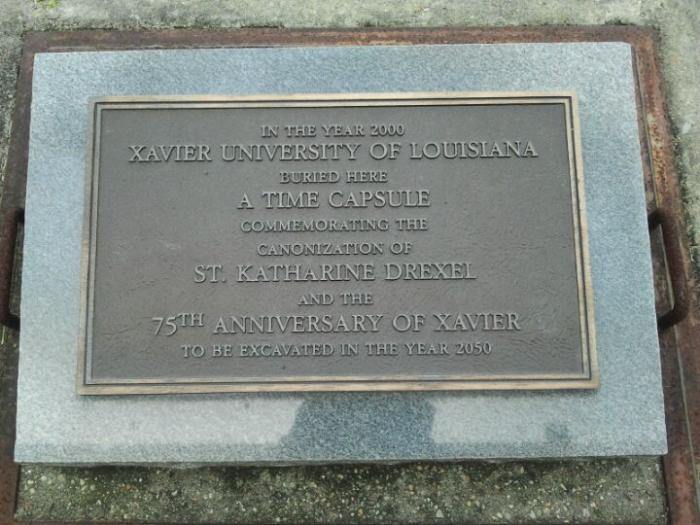 IN THE YEAR 2000
XAVIER UNIVERSITY OF LOUISIANA
BURIED HERE
A TIME CAPSULE
COMMEMORATING THE
CANONIZATION OF
ST. KATHARINE DREXEL
AND THE
75TH ANNIVERSARY OF XAVIER
TO BE EXCAVATED IN THE YEAR 2050